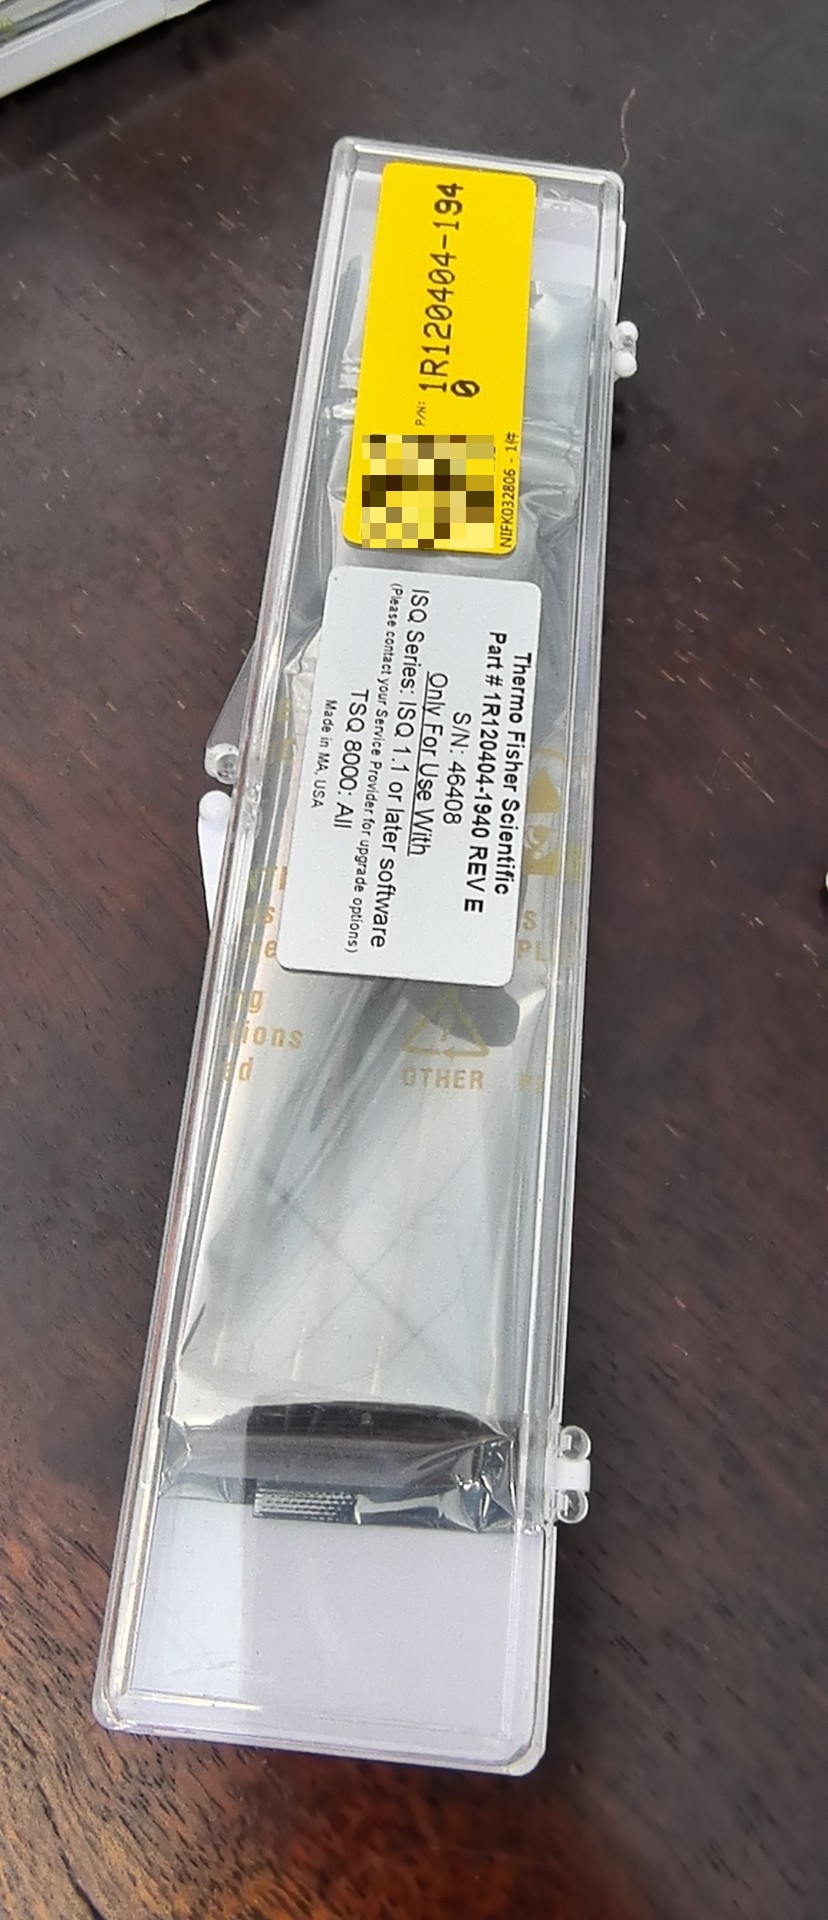 P/N: 1R120404-194
0
NIFK032806 - 1件
Thermo Fisher Scientific
Part # 1R120404-1940 REV E
S/N: 46408
Only For Use With
ISQ Series: ISQ 1.1 or later software
(Please contact your Service Provider for upgrade options)
TSQ 8000: All
Made in MA, USA
OTHER